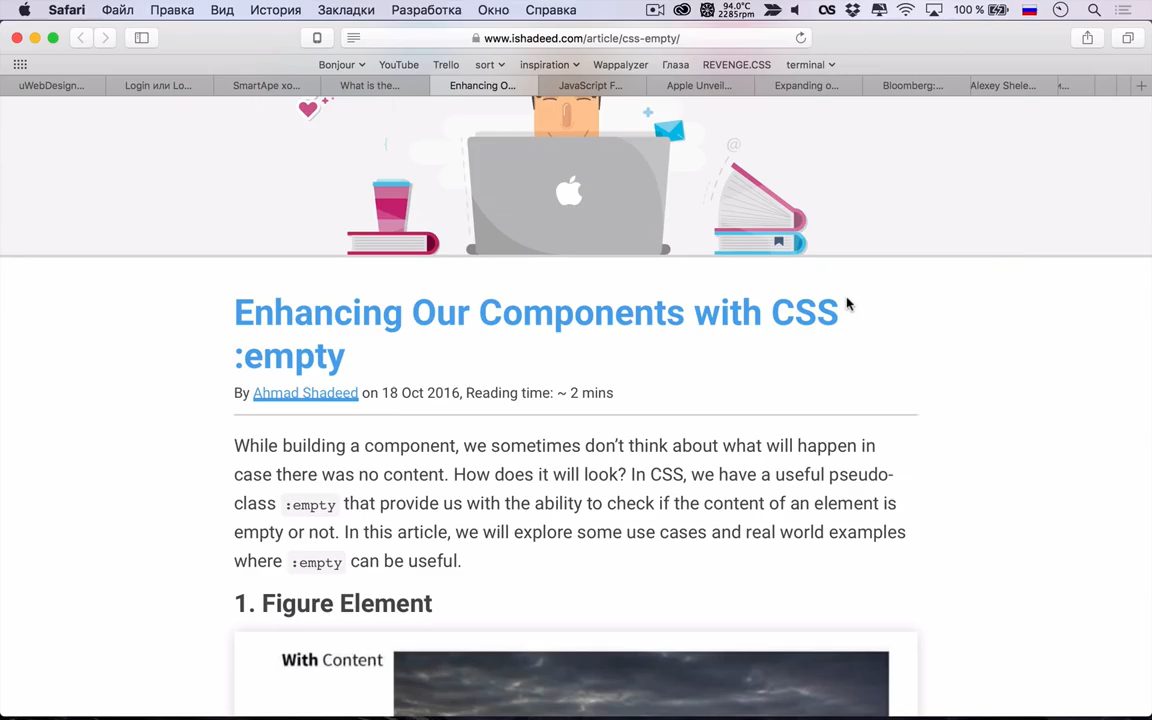 Safari Файл Правка Вид История Закладки Разработка Окно Справка 94.0°C 2285rpm 100 %
www.ishadeed.com/article/css-empty/
Bonjour YouTube Trello sort inspiration Wappalyzer Глаза REVENGE.CSS terminal
uWebDesign... Login или Lo... SmartApe хо... What is the... Enhancing O... JavaScript F... Apple Unveil... Expanding o... Bloomberg:... Alexey Shele...
@
Enhancing Our Components with CSS
:empty
By Ahmad Shadeed on 18 Oct 2016, Reading time: ~ 2 mins
While building a component, we sometimes don’t think about what will happen in
case there was no content. How does it will look? In CSS, we have a useful pseudo-
class :empty that provide us with the ability to check if the content of an element is
empty or not. In this article, we will explore some use cases and real world examples
where :empty can be useful.
1. Figure Element
With Content